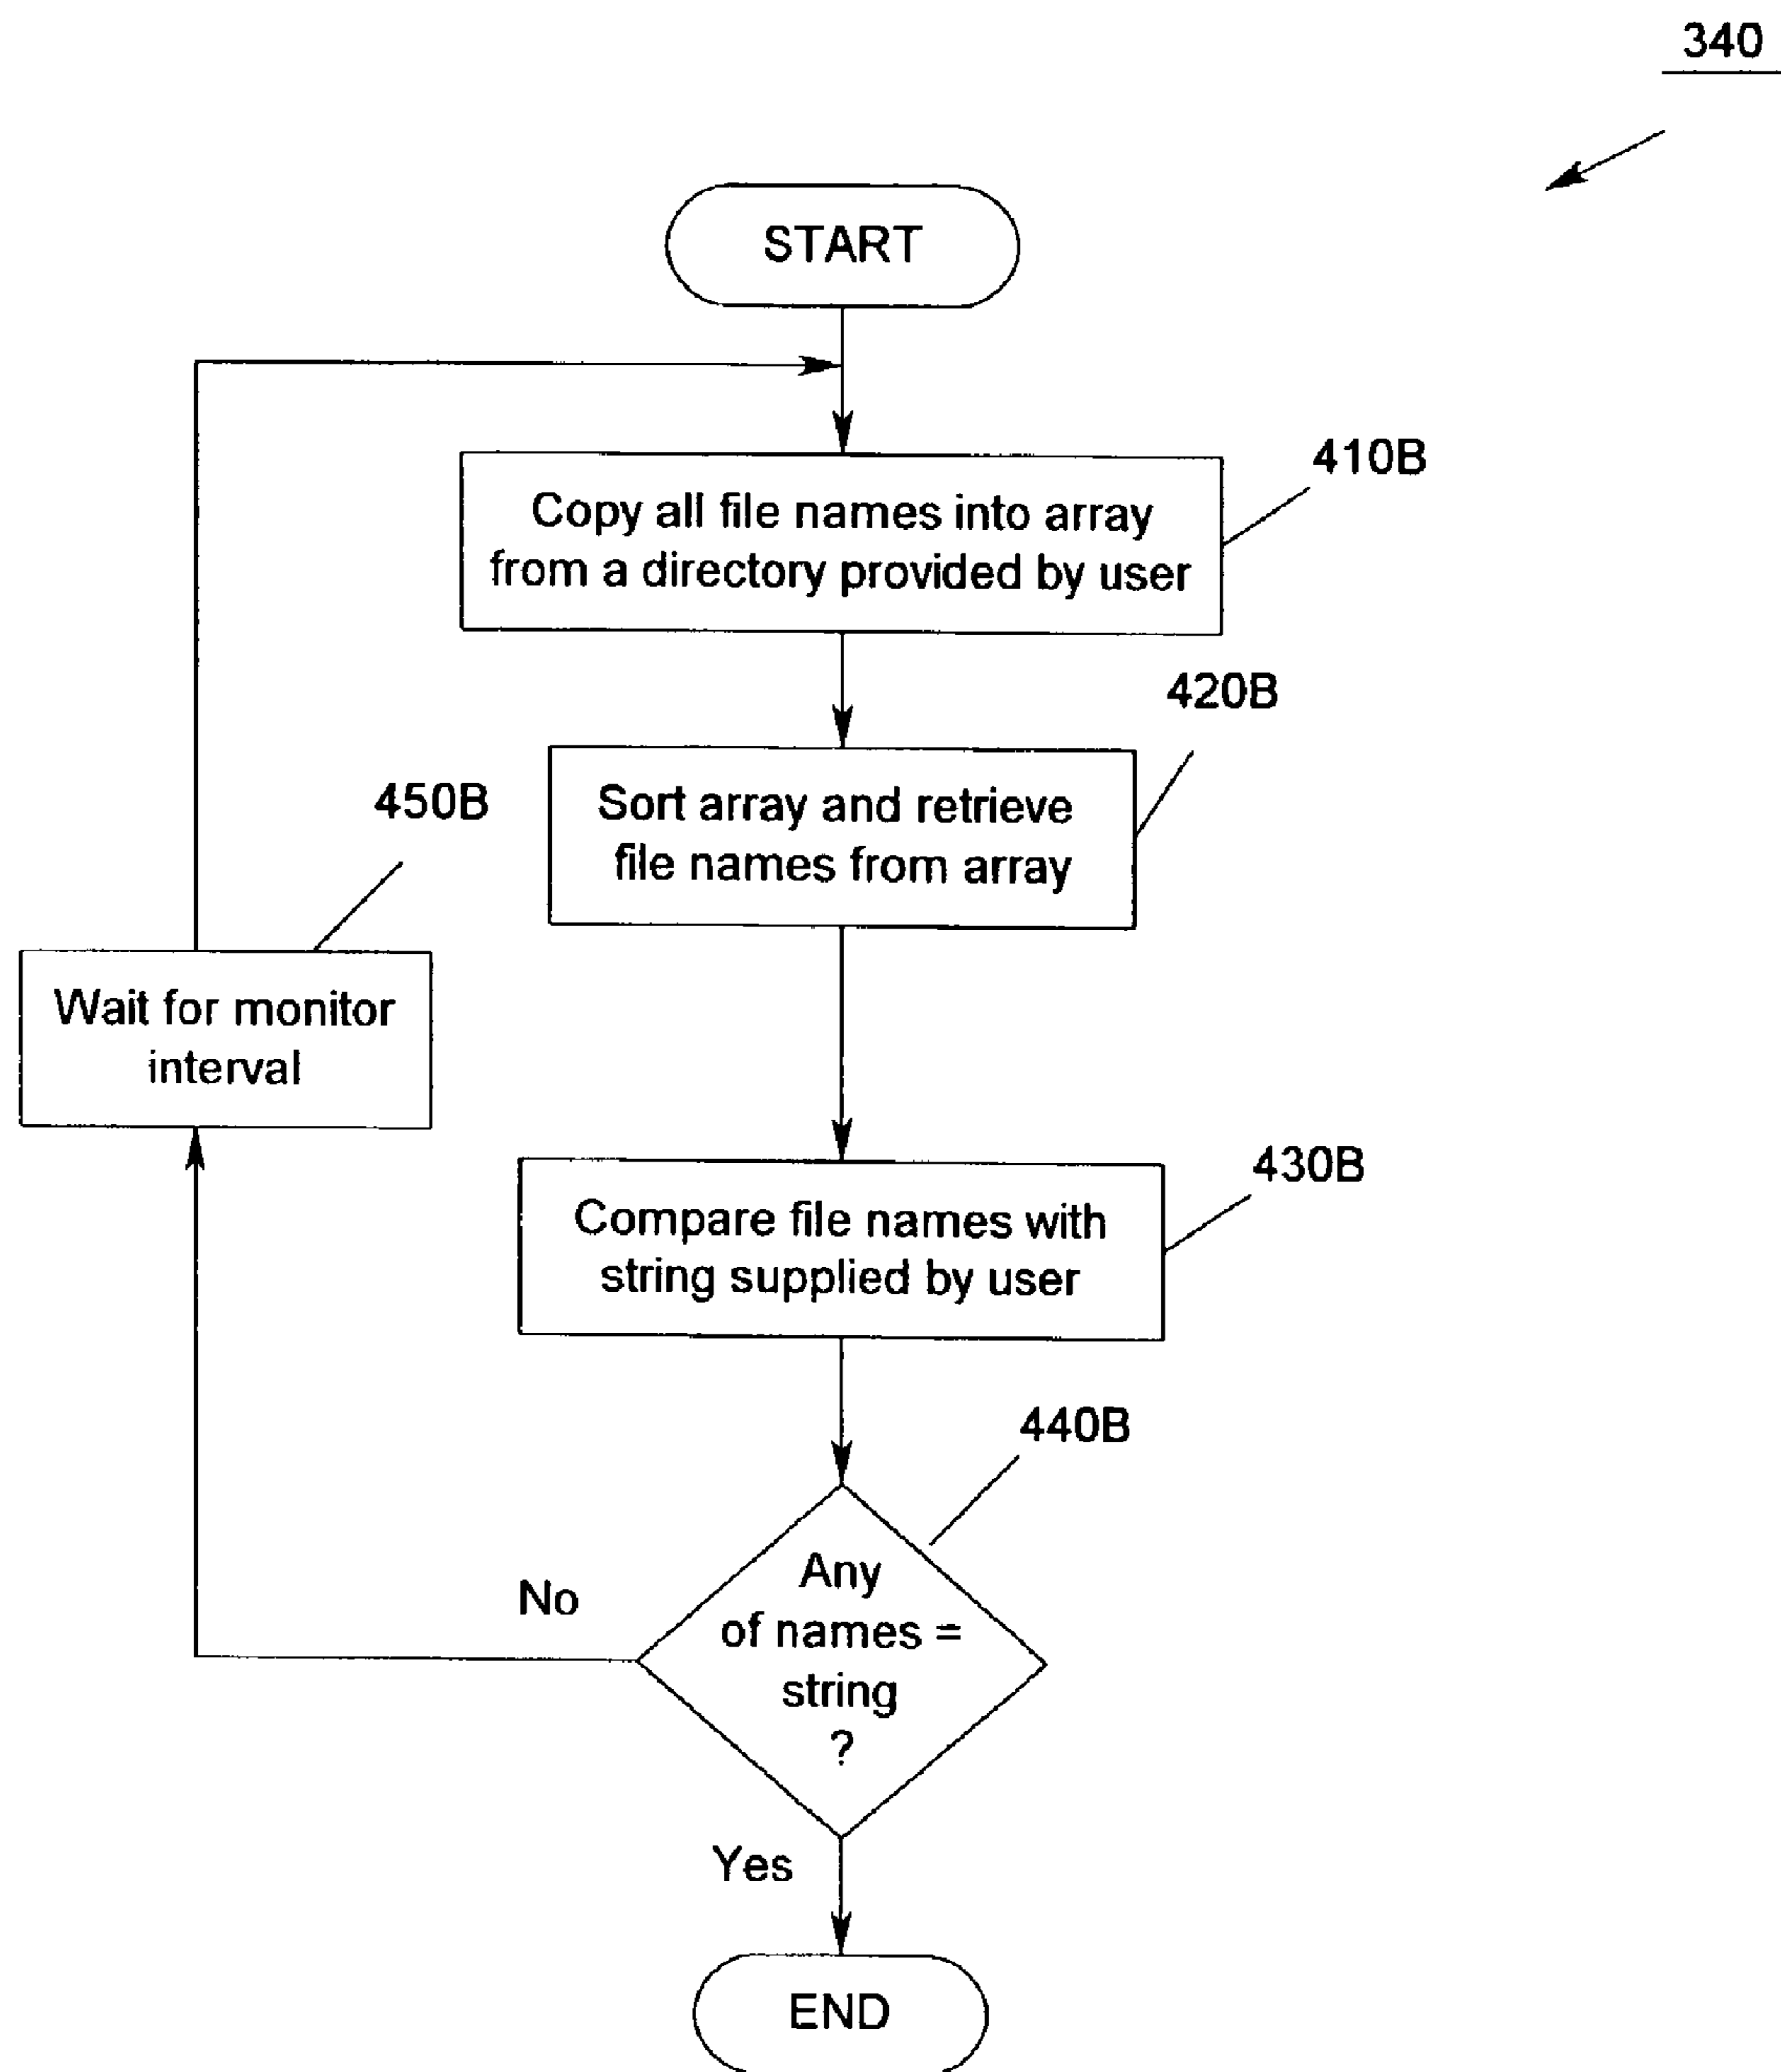 340
START
410B
Copy all file names into array
from a directory provided by user
420B
Sort array and retrieve
file names from array
450B
Wait for monitor
interval
430B
Compare file names with
string supplied by user
440B
Any
of names =
string
?
No
Yes
END